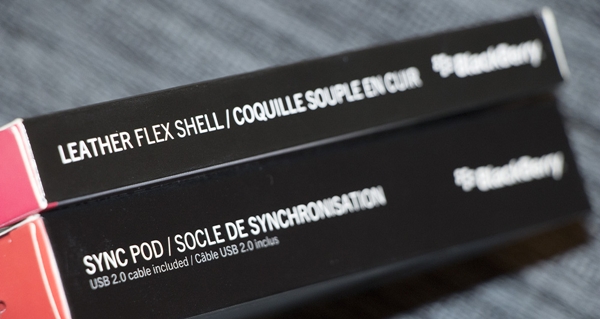 LEATHER FLEX SHELL / COQUILLE SOUPLE EN CUIR BlackBerry
SYNC POD / SOCLE DE SYNCHRONISATION BlackBerry
USB 2.0 cable included / Câble USB 2.0 inclus